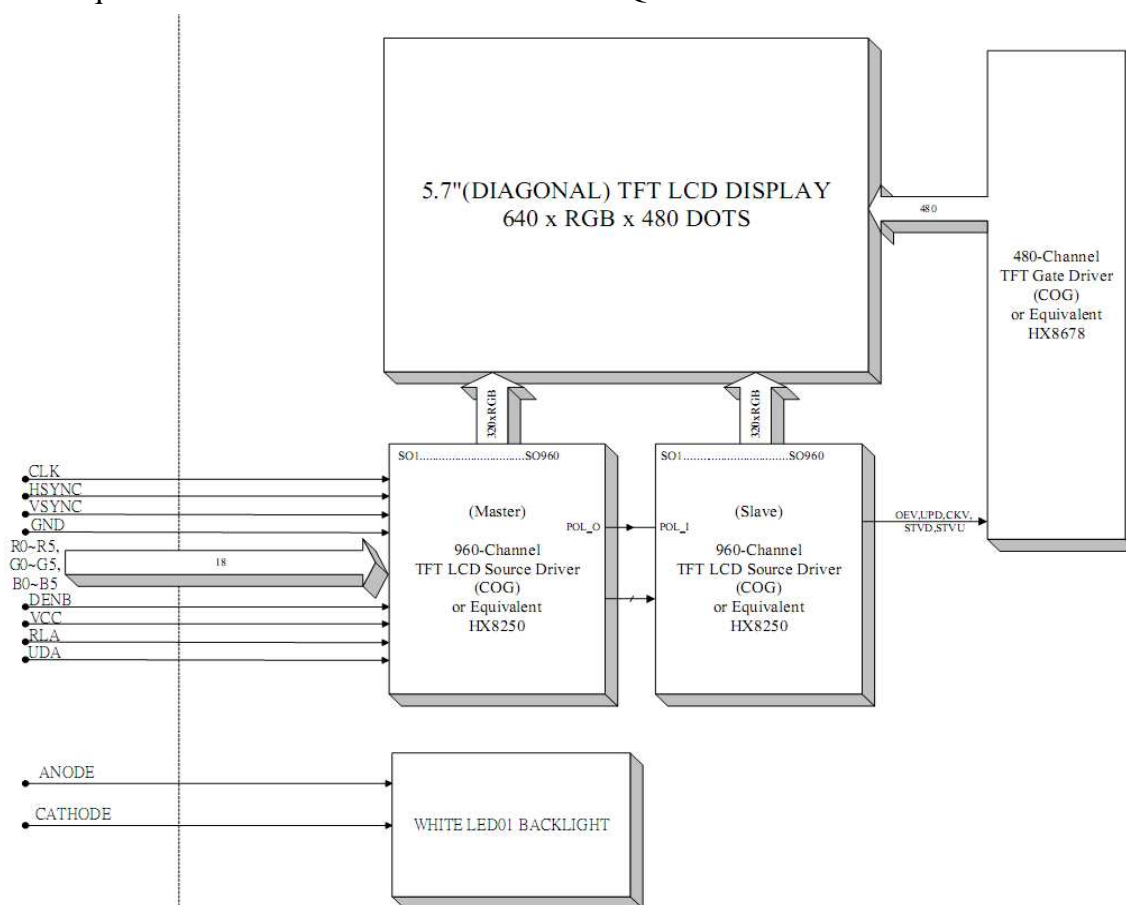 5.7"(DIAGONAL) TFT LCD DISPLAY
640 x RGB x 480 DOTS
480
480-Channel
TFT Gate Driver
(COG)
or Equivalent
HX8678
320xRGB
320xRGB
CLK
HSYNC
VSYNC
GND
R0~R5,
G0~G5,
B0~B5
18
DENB
VCC
RLA
UDA
SO1................................SO960
(Master)
POL_O
960-Channel
TFT LCD Source Driver
(COG)
or Equivalent
HX8250
SO1................................SO960
(Slave)
POL_I
960-Channel
TFT LCD Source Driver
(COG)
or Equivalent
HX8250
OEV,UPD,CKV,
STVD,STVU
ANODE
CATHODE
WHITE LED01 BACKLIGHT